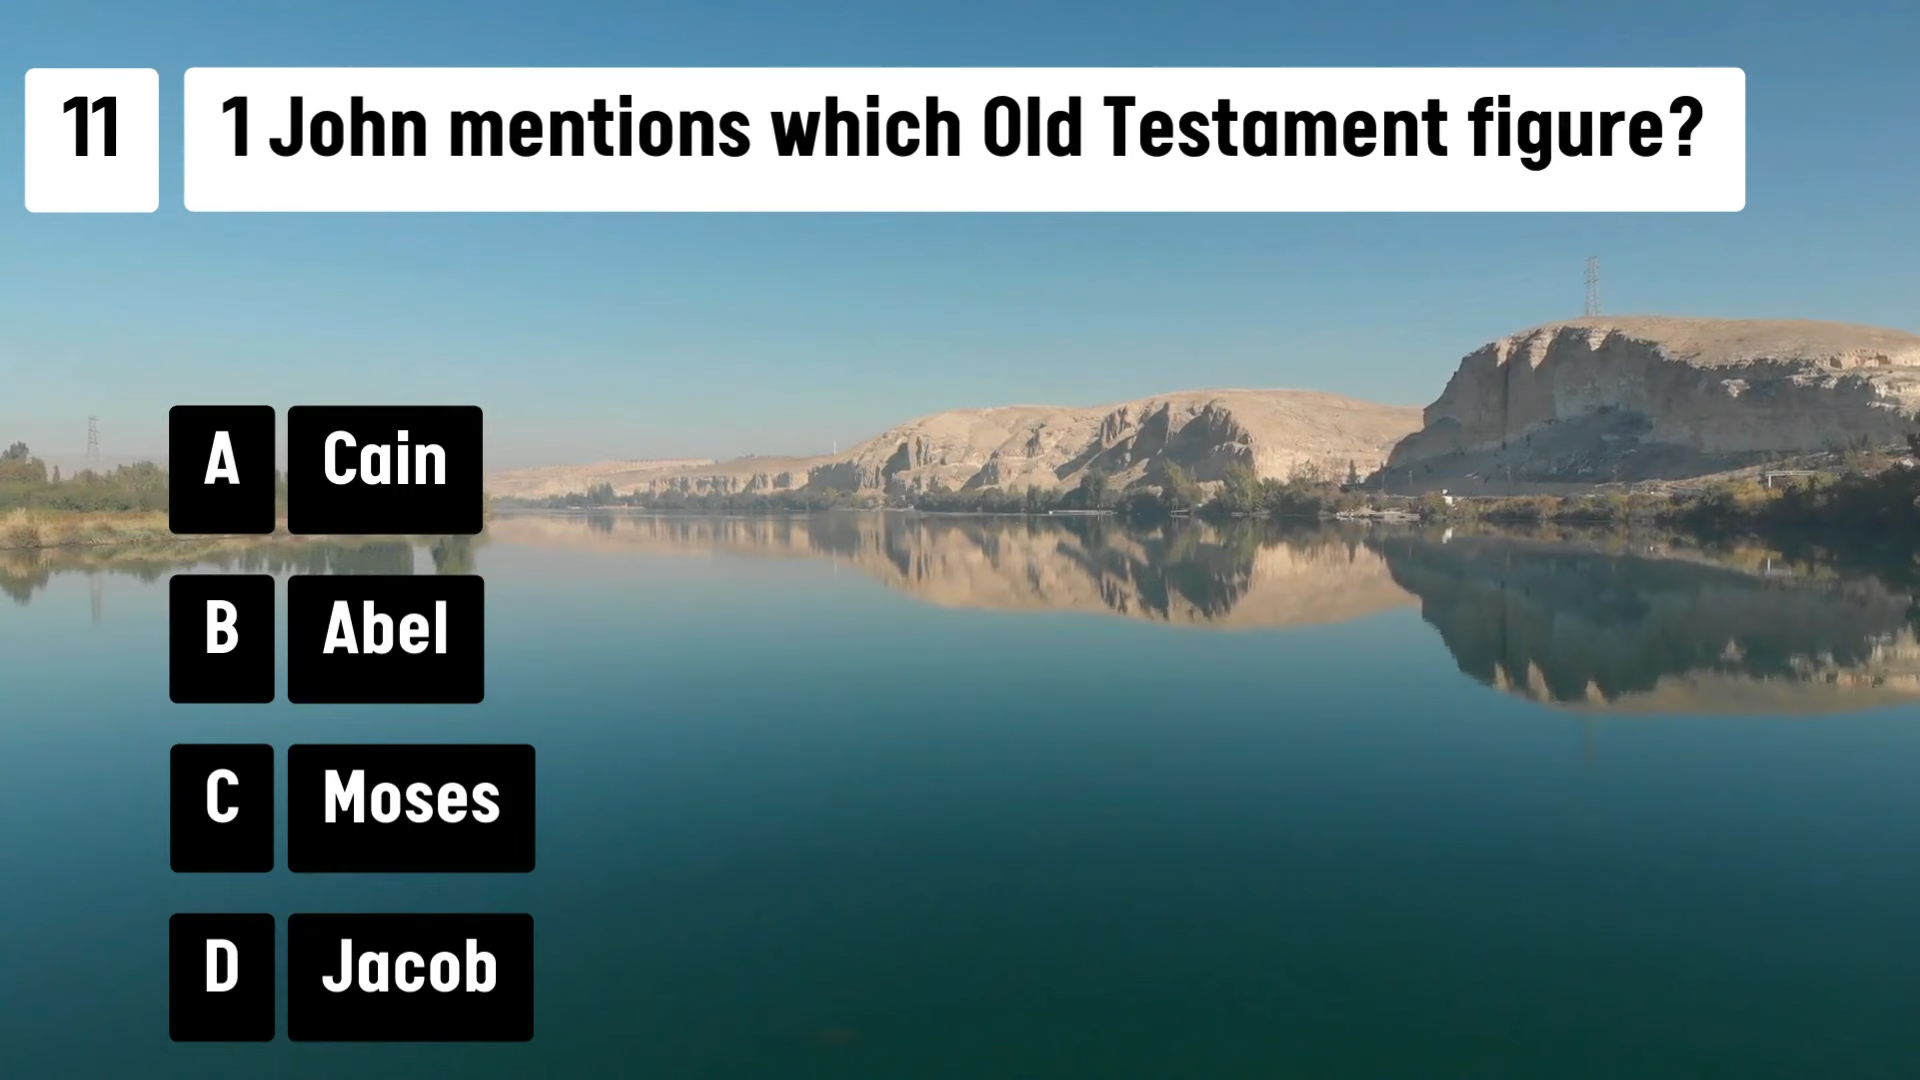 11 1 John mentions which Old Testament figure?
A Cain
B Abel
C Moses
D Jacob